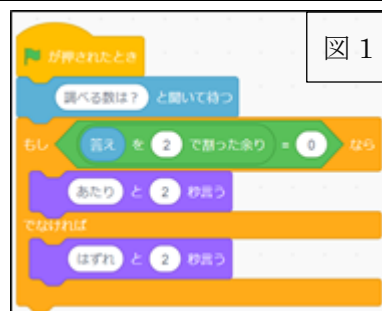 図1
が押されたとき
調べる数は? と聞いて待つ
もし 答え を 2 で割った余り = 0 なら
あたり と 2 秒言う
でなければ
はずれ と 2 秒言う